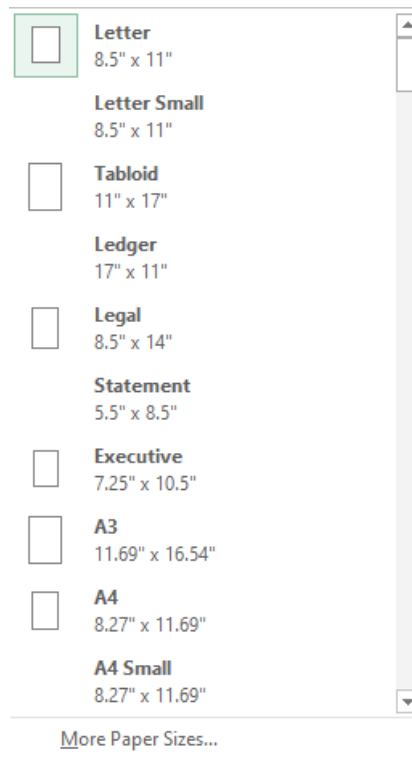 Letter
8.5" x 11"
Letter Small
8.5" x 11"
Tabloid
11" x 17"
Ledger
17" x 11"
Legal
8.5" x 14"
Statement
5.5" x 8.5"
Executive
7.25" x 10.5"
A3
11.69" x 16.54"
A4
8.27" x 11.69"
A4 Small
8.27" x 11.69"
More Paper Sizes...